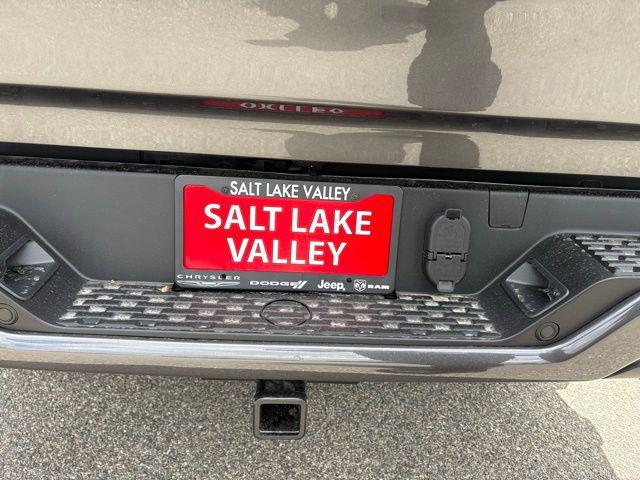 SALT LAKE VALLEY
SALT LAKE
VALLEY
CHRYSLER DODGE Jeep RAM